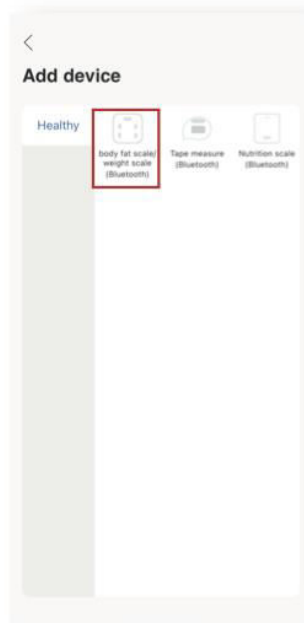 Add device
Healthy
body fat scale/
weight scale
(Bluetooth)
Tape measure
(Bluetooth)
Nutrition scale
(Bluetooth)